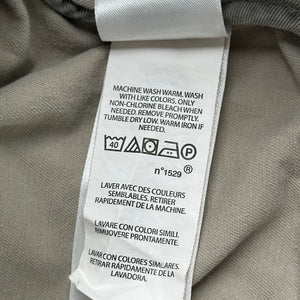 MACHINE WASH WARM. WASH
WITH LIKE COLORS. ONLY
NON-CHLORINE BLEACH WHEN
NEEDED. REMOVE PROMPTLY.
TUMBLE DRY LOW. WARM IRON IF
NEEDED.
40 P
n°1529 ®
LAVER AVEC DES COULEURS
SEMBLABLES. RETIRER
RAPIDEMENT DE LA MACHINE.
LAVARE CON COLORI SIMILI.
RIMUOVERE PRONTAMENTE.
LAVAR CON COLORES SIMILARES.
RETIRAR RÁPIDAMENTE DE LA
LAVADORA.